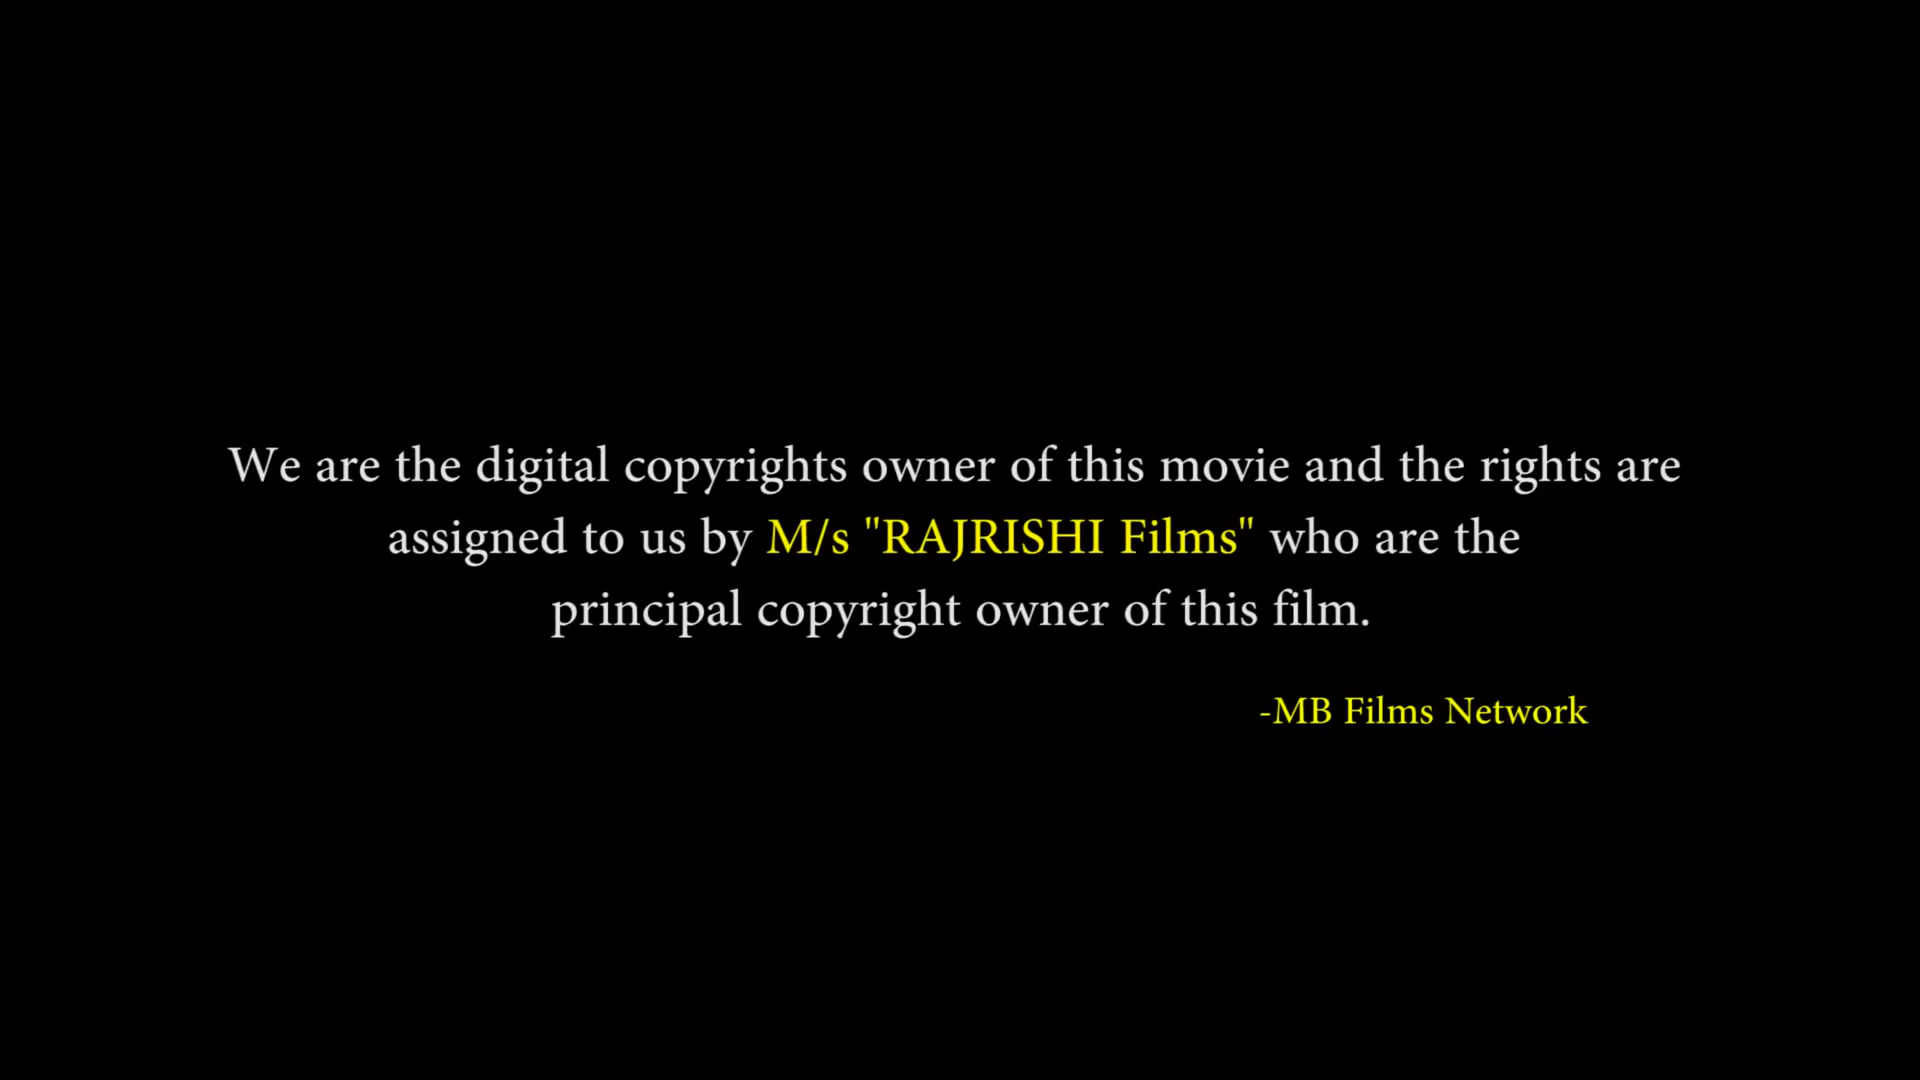 We are the digital copyrights owner of this movie and the rights are
assigned to us by M/s "RAJRISHI Films" who are the
principal copyright owner of this film.
-MB Films Network